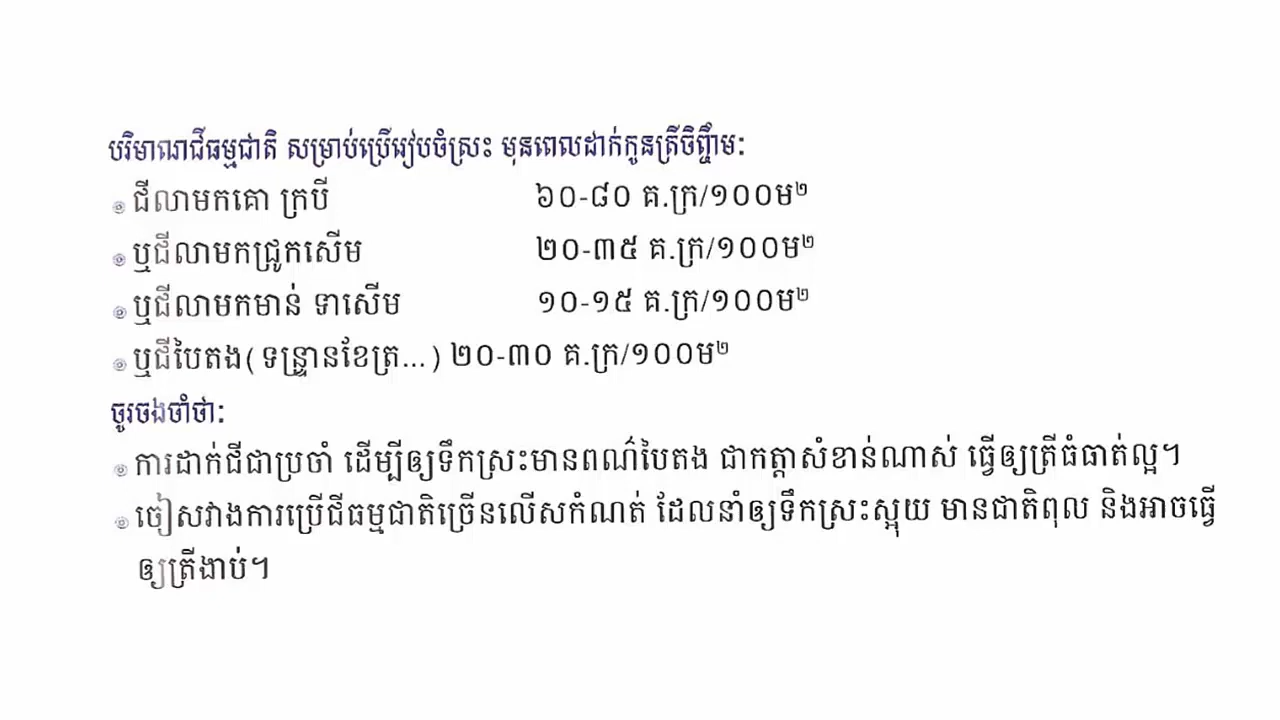 បរិមាណជីធម្មជាតិ សម្រាប់ប្រើរៀបចំស្រះ មុនពេលដាក់កូនត្រីចិញ្ចឹម:
ជីលាមកគោ ក្របី ៦០-៨០ គ.ក្រ/១០០ម²
ឬជីលាមកជ្រូកសើម ២០-៣៥ គ.ក្រ/១០០ម²
ឬជីលាមកមាន់ ទាសើម ១០-១៥ គ.ក្រ/១០០ម²
ឬជីបៃតង(ទន្ទ្រានខែត្រ...) ២០-៣០ គ.ក្រ/១០០ម²
ចូរចងចាំថា:
ការដាក់ជីជាប្រចាំ ដើម្បីឲ្យទឹកស្រះមានពណ៌បៃតង ជាកត្តាសំខាន់ណាស់ ធ្វើឲ្យត្រីធំធាត់ល្អ។
ចៀសវាងការប្រើជីធម្មជាតិច្រើនលើសកំណត់ ដែលនាំឲ្យទឹកស្រះស្អុយ មានជាតិពុល និងអាចធ្វើ
ឲ្យត្រីងាប់។